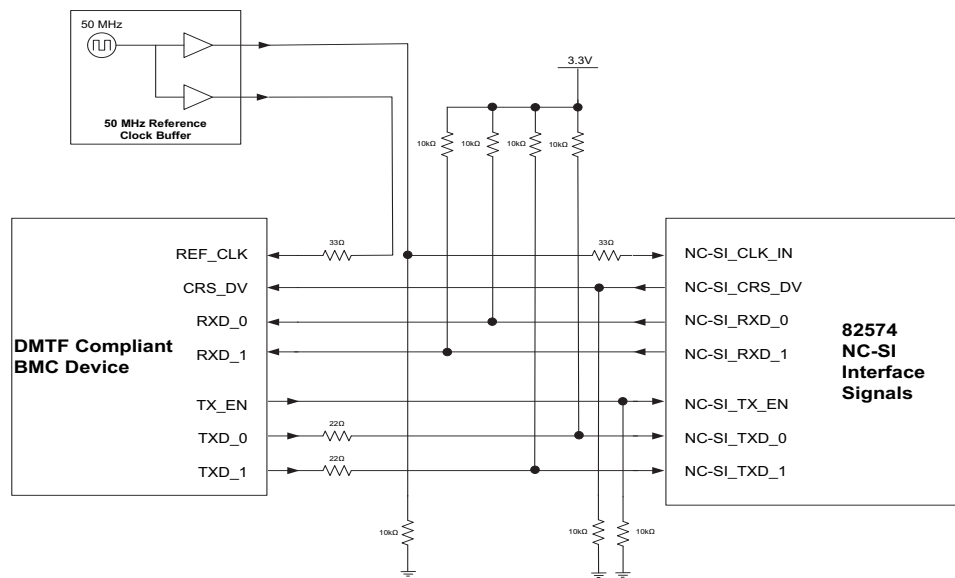 50 MHz
50 MHz Reference
Clock Buffer
3.3V
10kΩ
10kΩ
10kΩ
10kΩ
DMTF Compliant
BMC Device
REF_CLK
CRS_DV
RXD_0
RXD_1
TX_EN
TXD_0
TXD_1
33Ω
33Ω
22Ω
22Ω
NC-SI_CLK_IN
NC-SI_CRS_DV
NC-SI_RXD_0
NC-SI_RXD_1
NC-SI_TX_EN
NC-SI_TXD_0
NC-SI_TXD_1
82574
NC-SI
Interface
Signals
10kΩ
10kΩ
10kΩ